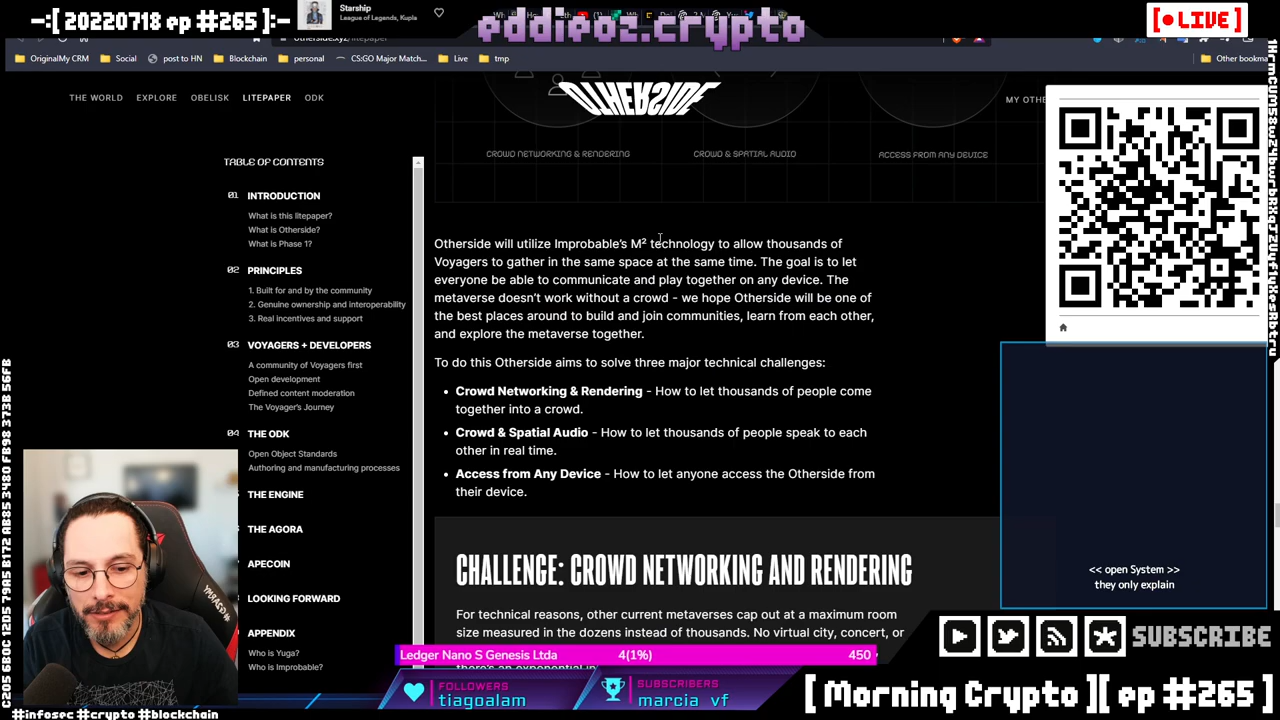 -:[ 20220718 ep #265 ]:-
Starship
League of Legends, Kupla
eddieoz.crypto
[ • LIVE ]
OriginalMy CRM
Social
post to HN
Blockchain
personal
CS:GO Major Match...
Live
tmp
Other bookma
THE WORLD
EXPLORE
OBELISK
LITEPAPER
ODK
OTHERSIDE
MY OTHE
CROWD NETWORKING & RENDERING
CROWD & SPATIAL AUDIO
ACCESS FROM ANY DEVICE
TABLE OF CONTENTS
01 INTRODUCTION
What is this litepaper?
What is Otherside?
What is Phase 1?
02 PRINCIPLES
1. Built for and by the community
2. Genuine ownership and interoperability
3. Real incentives and support
03 VOYAGERS + DEVELOPERS
A community of Voyagers first
Open development
Defined content moderation
The Voyager's Journey
04 THE ODK
Open Object Standards
Authoring and manufacturing processes
THE ENGINE
THE AGORA
APECOIN
LOOKING FORWARD
APPENDIX
Who is Yuga?
Who is Improbable?
Otherside will utilize Improbable's M² technology to allow thousands of
Voyagers to gather in the same space at the same time. The goal is to let
everyone be able to communicate and play together on any device. The
metaverse doesn't work without a crowd - we hope Otherside will be one of
the best places around to build and join communities, learn from each other,
and explore the metaverse together.
To do this Otherside aims to solve three major technical challenges:
• Crowd Networking & Rendering - How to let thousands of people come
together into a crowd.
• Crowd & Spatial Audio - How to let thousands of people speak to each
other in real time.
• Access from Any Device - How to let anyone access the Otherside from
their device.
CHALLENGE: CROWD NETWORKING AND RENDERING
For technical reasons, other current metaverses cap out at a maximum room
size measured in the dozens instead of thousands. No virtual city, concert, or
<< open System >>
they only explain
SUBSCRIBE
Ledger Nano S Genesis Ltda 4(1%) 450
FOLLOWERS
tiagoalam
SUBSCRIBERS
marcia vf
[ Morning Crypto ][ ep #265 ]
#infosec #crypto #blockchain